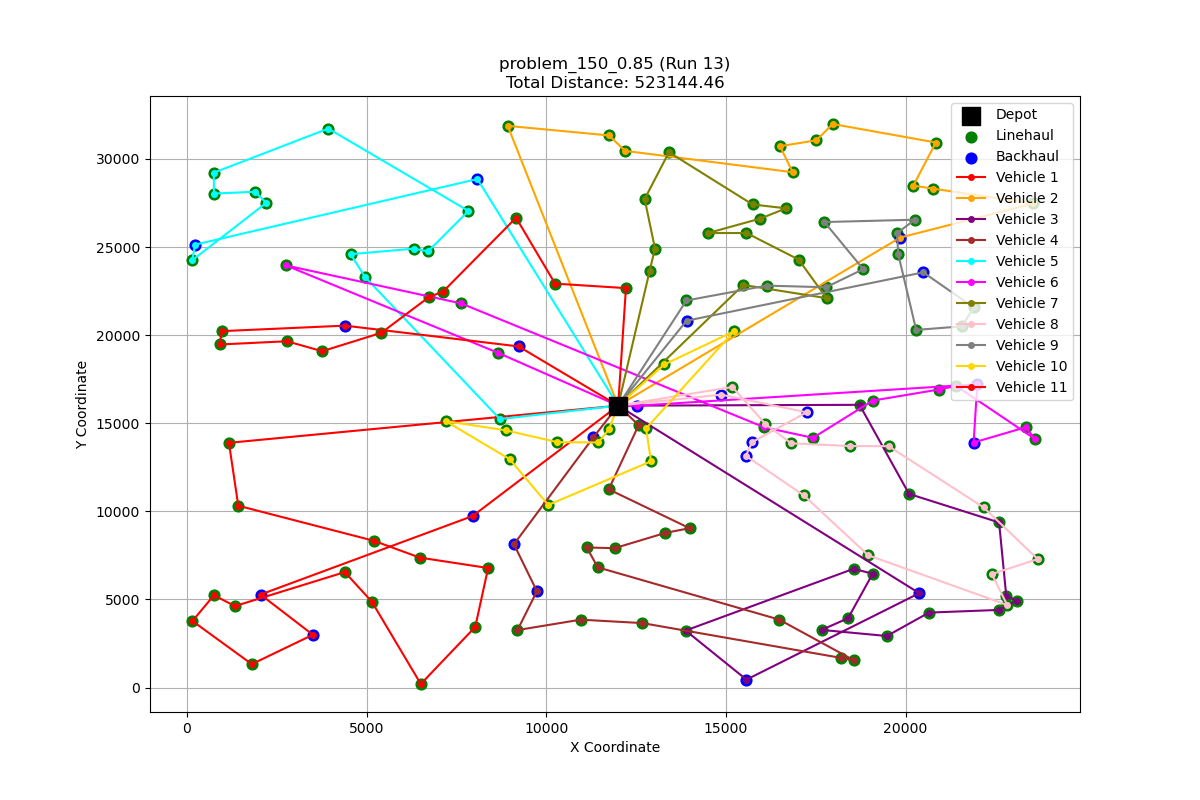 problem_150_0.85 (Run 13)
Total Distance: 523144.46
Depot
Linehaul
Backhaul
Vehicle 1
Vehicle 2
Vehicle 3
Vehicle 4
Vehicle 5
Vehicle 6
Vehicle 7
Vehicle 8
Vehicle 9
Vehicle 10
Vehicle 11
30000
25000
20000
15000
10000
5000
0
Y Coordinate
0 5000 10000 15000 20000
X Coordinate